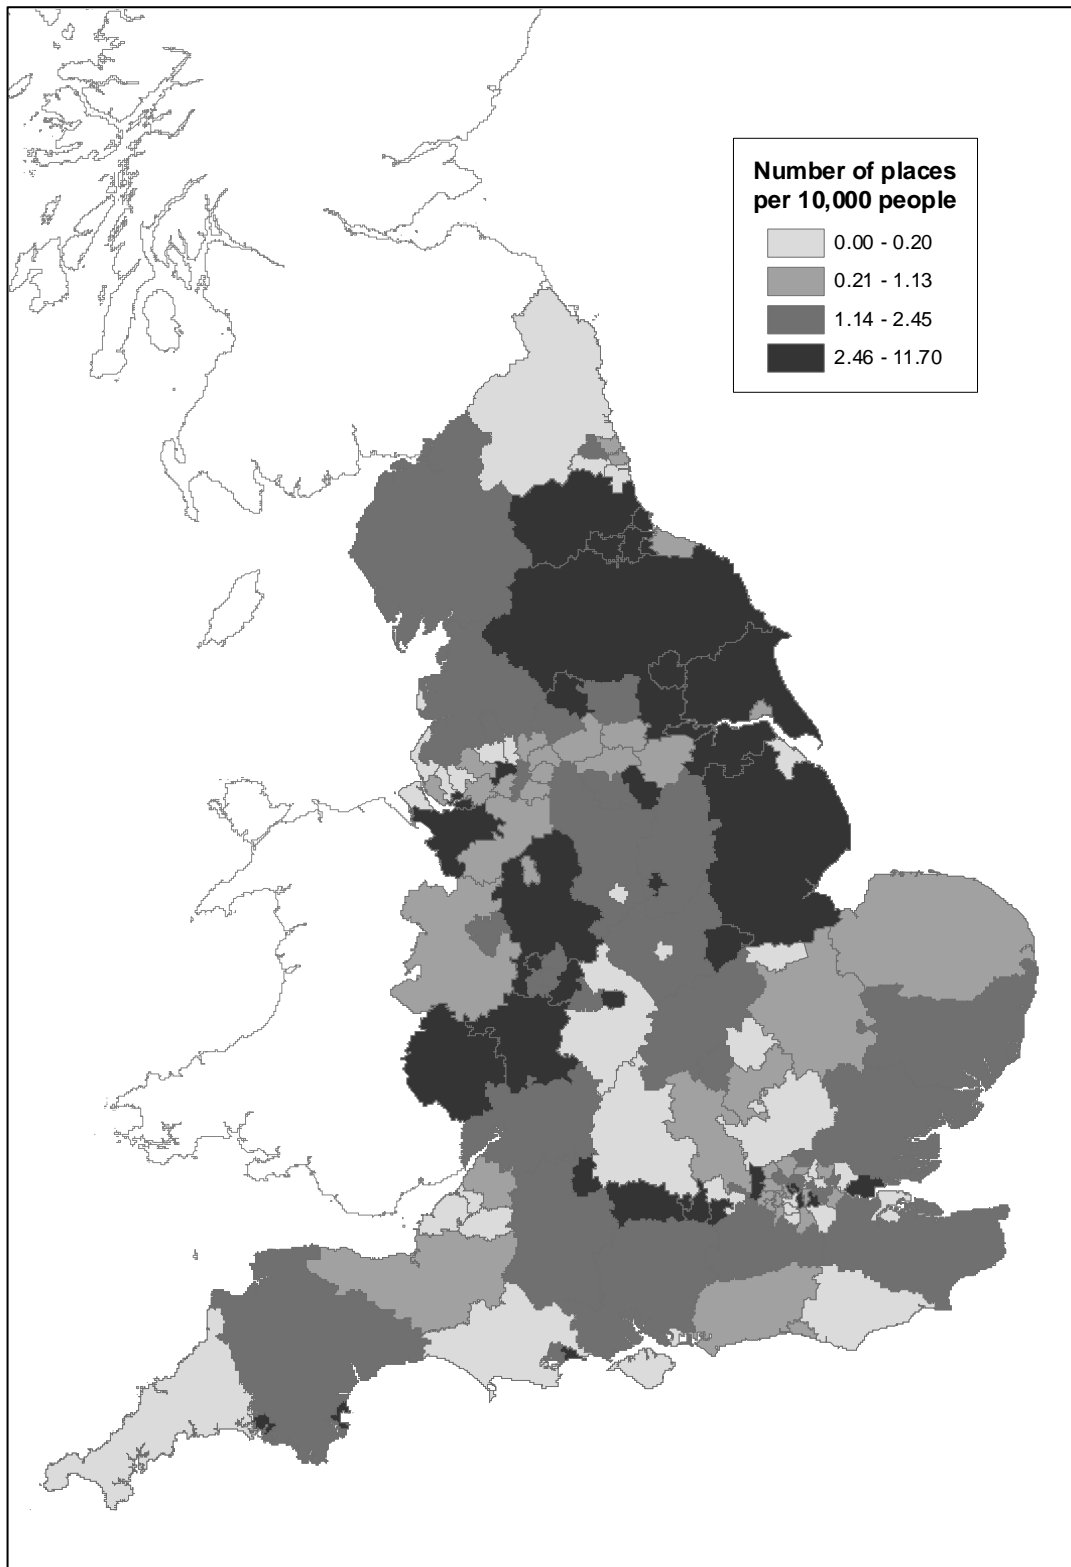 Number of places
per 10,000 people
0.00 - 0.20
0.21 - 1.13
1.14 - 2.45
2.46 - 11.70